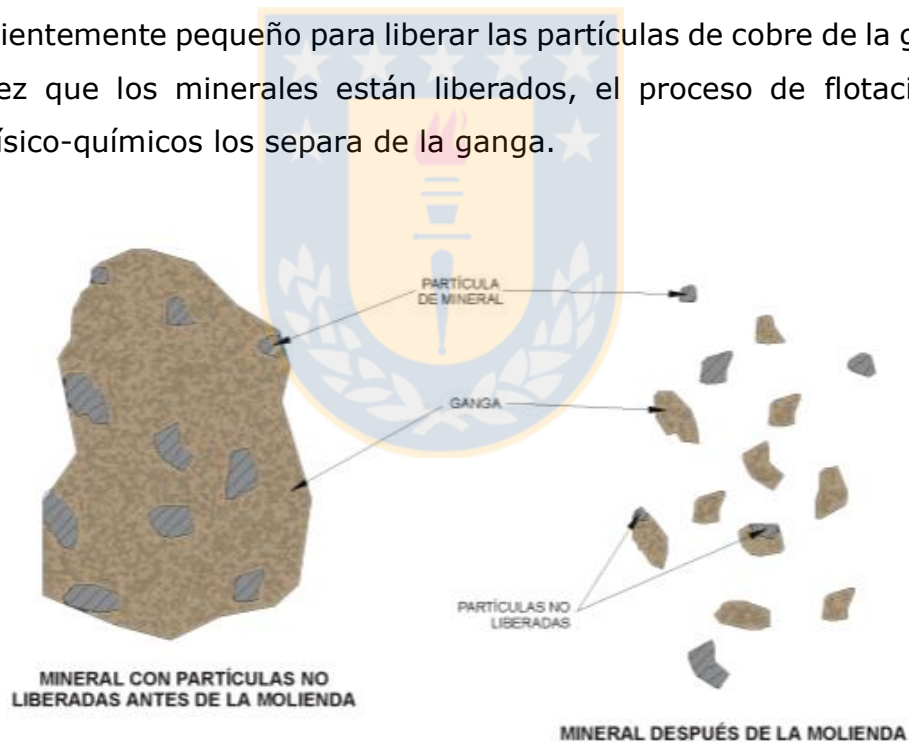 ientemente pequeño para liberar las partículas de cobre de la g
ez que los minerales están liberados, el proceso de flotaci
ísico-químicos los separa de la ganga.
PARTÍCULA
DE MINERAL
GANGA
PARTÍCULAS NO
LIBERADAS
MINERAL CON PARTÍCULAS NO
LIBERADAS ANTES DE LA MOLIENDA
MINERAL DESPUÉS DE LA MOLIENDA